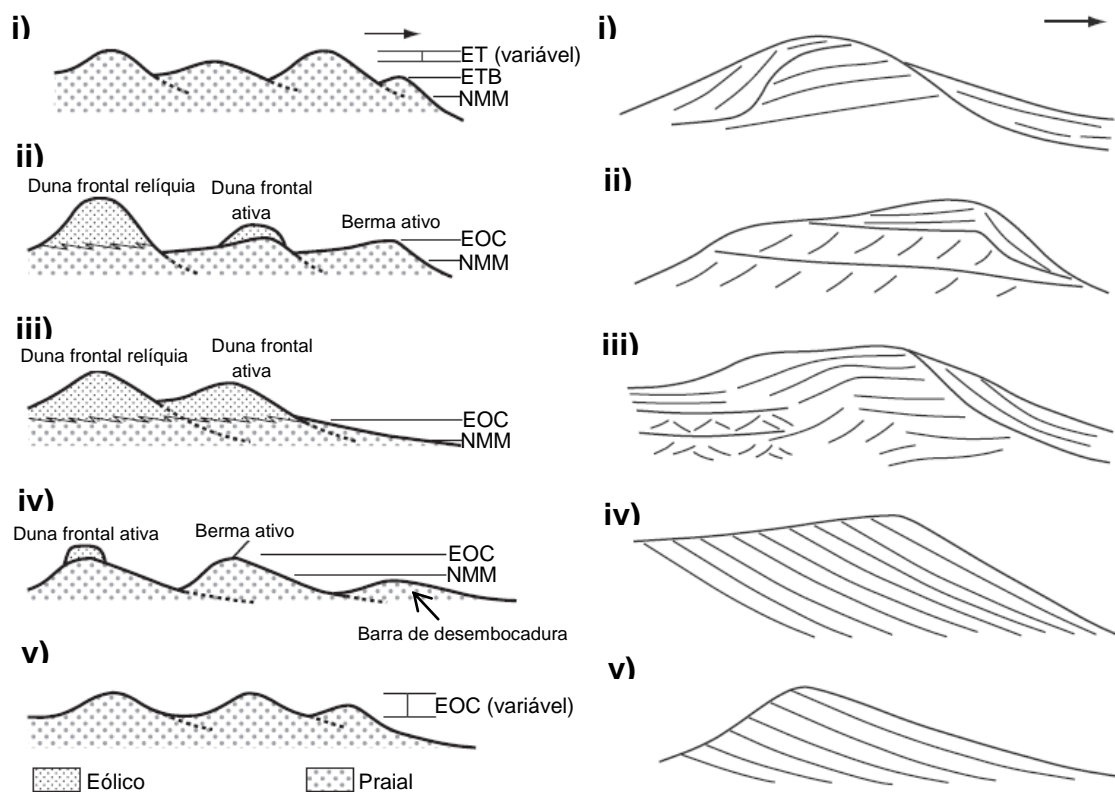 i)
ET (variável)
ETB
NMM
ii)
Duna frontal relíquia
Duna frontal
ativa
Berma ativo
EOC
NMM
iii)
Duna frontal relíquia
Duna frontal
ativa
EOC
NMM
iv)
Duna frontal ativa
Berma ativo
EOC
NMM
Barra de desembocadura
v)
EOC (variável)
Eólico
Praial
i)
ii)
iii)
iv)
v)